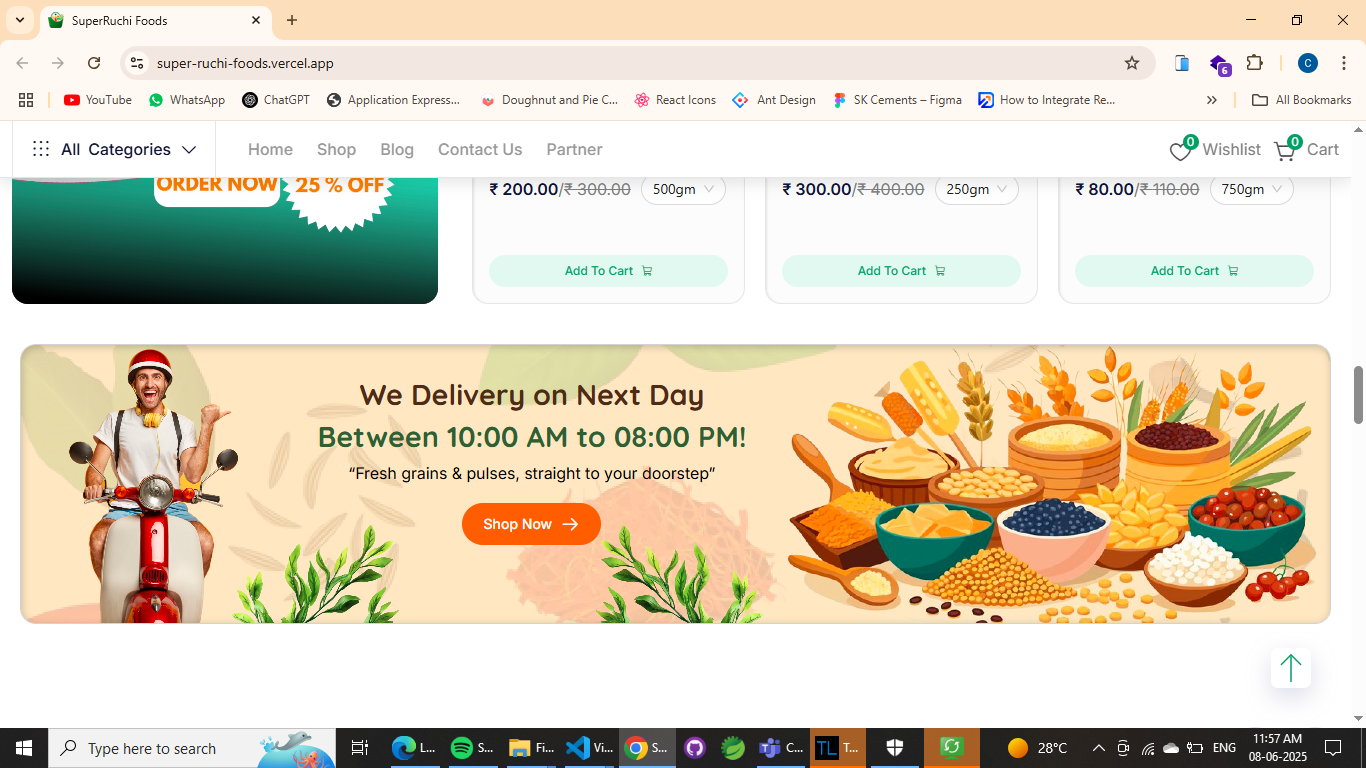 SuperRuchi Foods
super-ruchi-foods.vercel.app
6
C
YouTube WhatsApp ChatGPT Application Express... Doughnut and Pie C... React Icons Ant Design SK Cements – Figma How to Integrate Re... All Bookmarks
All Categories Home Shop Blog Contact Us Partner 0 Wishlist 0 Cart
ORDER NOW 25 % OFF
₹ 200.00/₹ 300.00 500gm ₹ 300.00/₹ 400.00 250gm ₹ 80.00/₹ 110.00 750gm
Add To Cart Add To Cart Add To Cart
We Delivery on Next Day
Between 10:00 AM to 08:00 PM!
“Fresh grains & pulses, straight to your doorstep”
Shop Now
Type here to search L... S... Fi... Vi... S... C... TL T... 28°C ENG 11:57 AM
08-06-2025